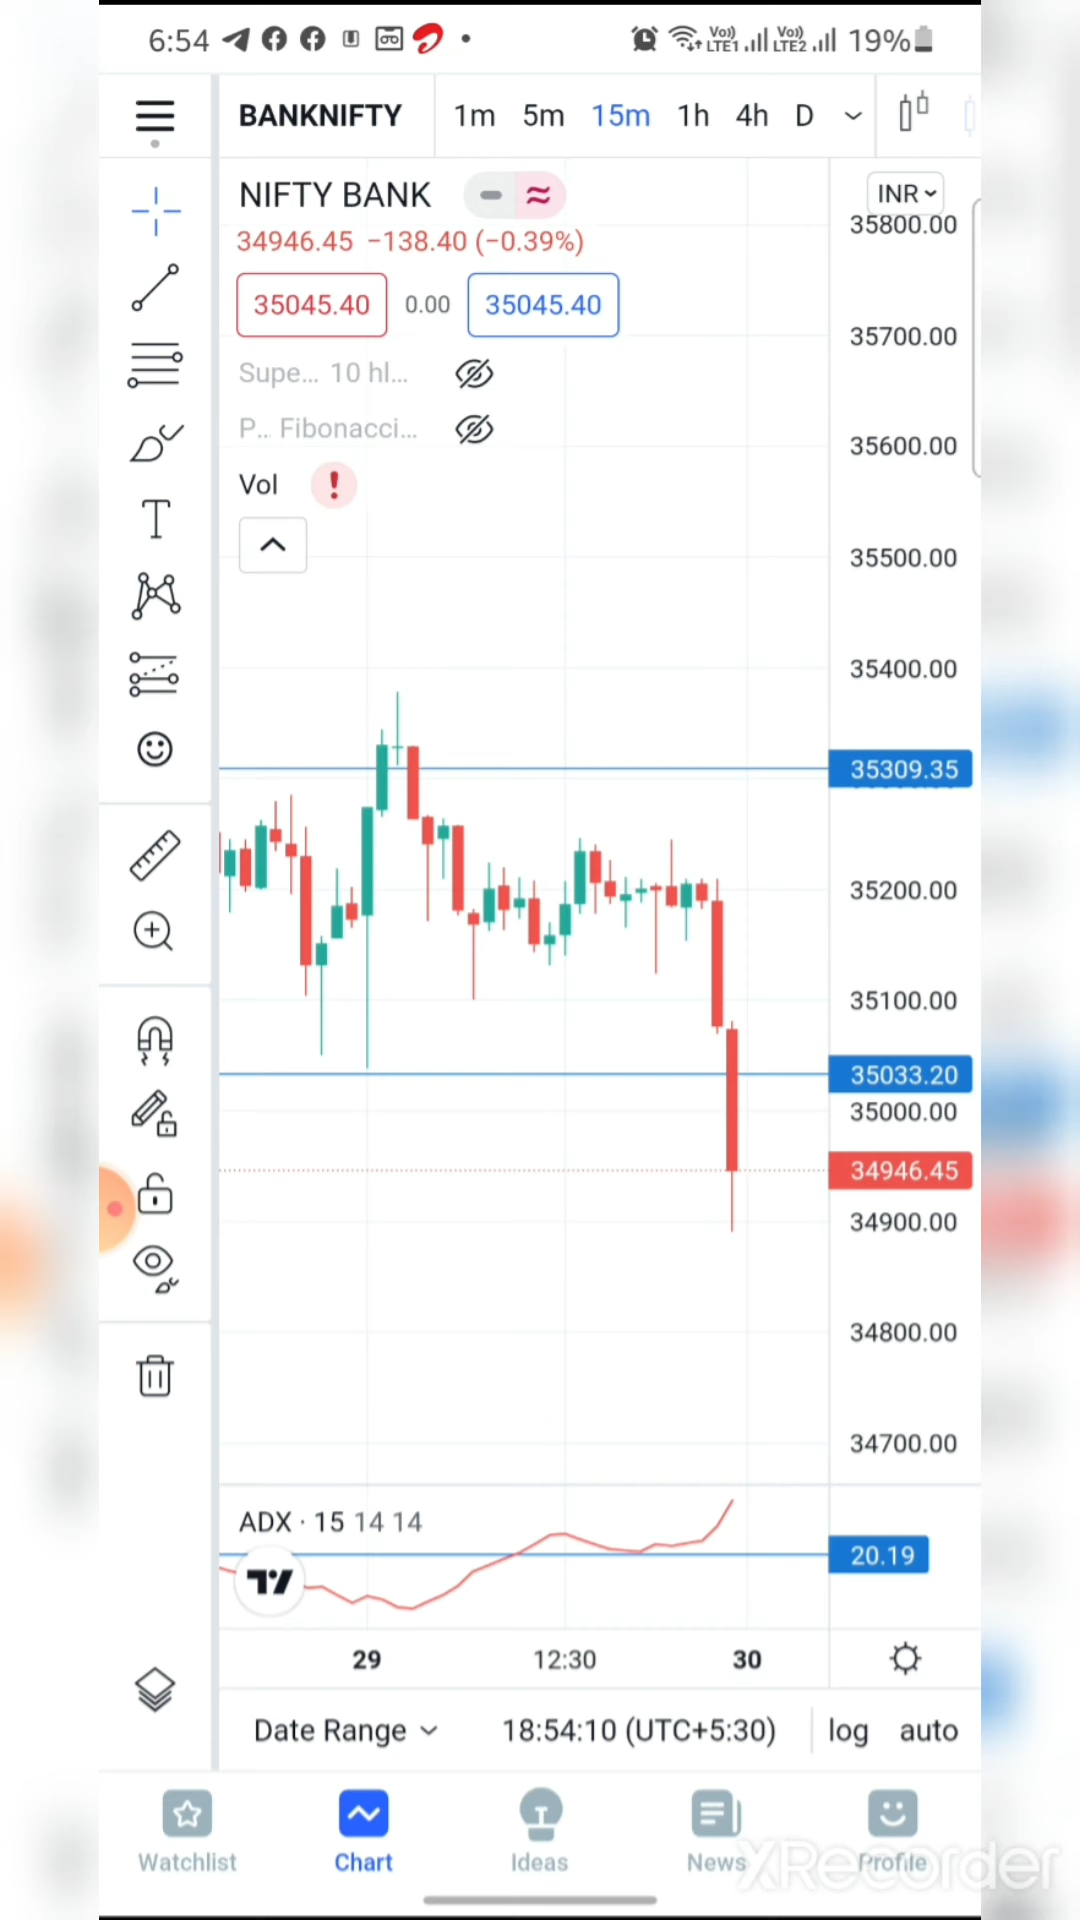 6:54 Vo)) LTE1 Vo)) LTE2 19%
BANKNIFTY 1m 5m 15m 1h 4h D
NIFTY BANK INR
34946.45 −138.40 (−0.39%)
35045.40 0.00 35045.40
Supe... 10 hl...
P... Fibonacci...
Vol !
35800.00
35700.00
35600.00
35500.00
35400.00
35309.35
35200.00
35100.00
35033.20
35000.00
34946.45
34900.00
34800.00
34700.00
ADX · 15 14 14
20.19
29 12:30 30
Date Range 18:54:10 (UTC+5:30) log auto
Watchlist Chart Ideas News Profile
XRecorder